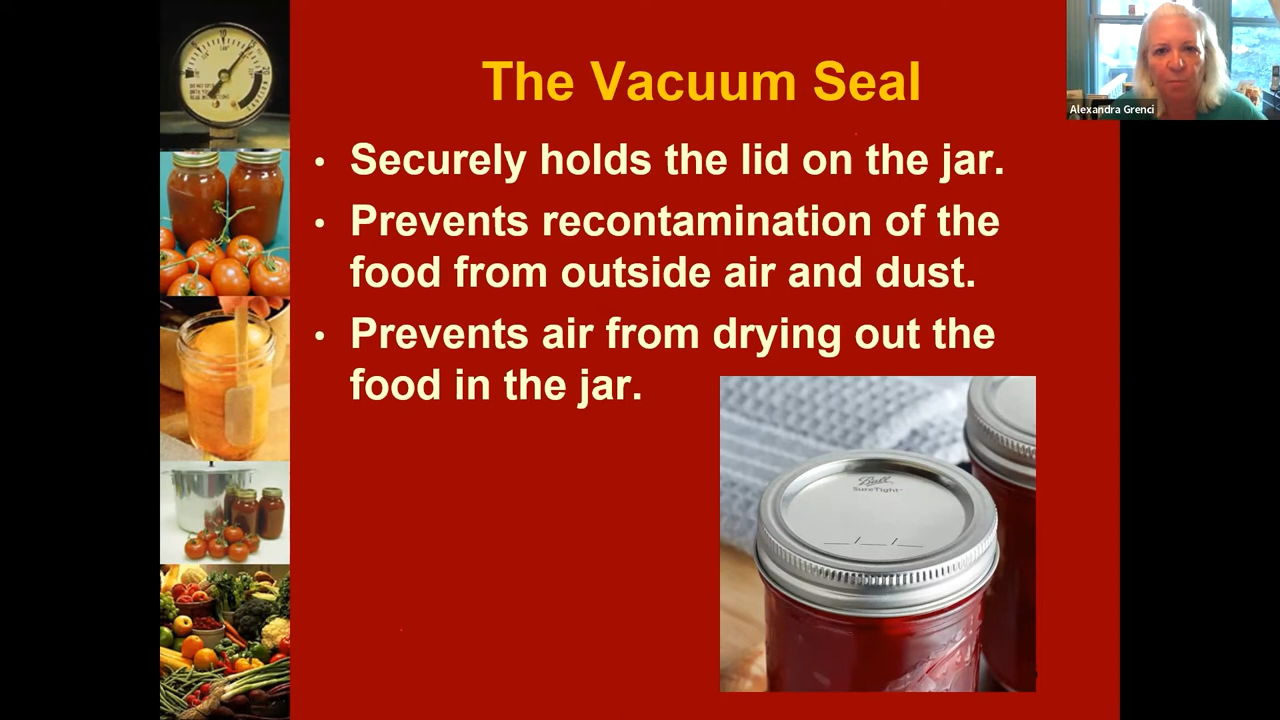 The Vacuum Seal
Alexandra Grenci
• Securely holds the lid on the jar.
• Prevents recontamination of the
food from outside air and dust.
• Prevents air from drying out the
food in the jar.
Ball
SureTight™